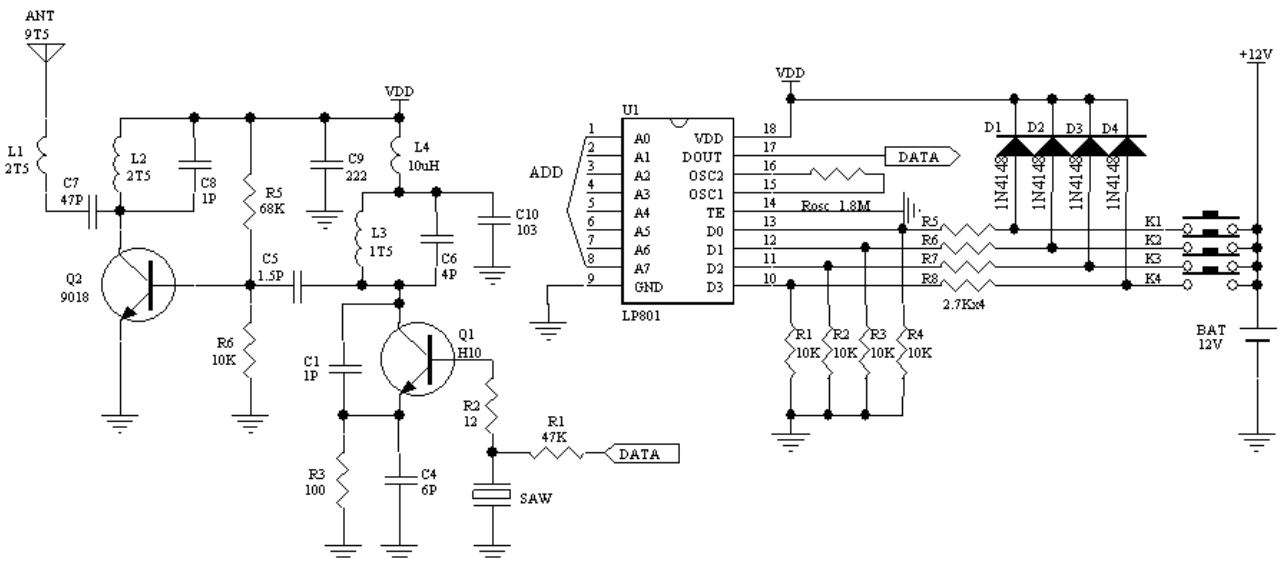 ANT
9T5
L1
2T5
C7
47P
L2
2T5
C8
1P
R5
68K
C9
222
VDD
L4
10uH
L3
1T5
C6
4P
C10
103
Q2
9018
C5
1.5P
R6
10K
C1
1P
Q1
H10
R2
12
R1
47K
DATA
R3
100
C4
6P
SAW
U1
ADD
1 A0 VDD 18
2 A1 DOUT 17
3 A2 OSC2 16
4 A3 OSC1 15
5 A4 TE 14
6 A5 D0 13
7 A6 D1 12
8 A7 D2 11
9 GND D3 10
LP801
VDD
DATA
Rosc 1.8M
R5
R6
R7
R8
2.7Kx4
R1
10K
R2
10K
R3
10K
R4
10K
D1
D2
D3
D4
1N4148
1N4148
1N4148
1N4148
K1
K2
K3
K4
+12V
BAT
12V